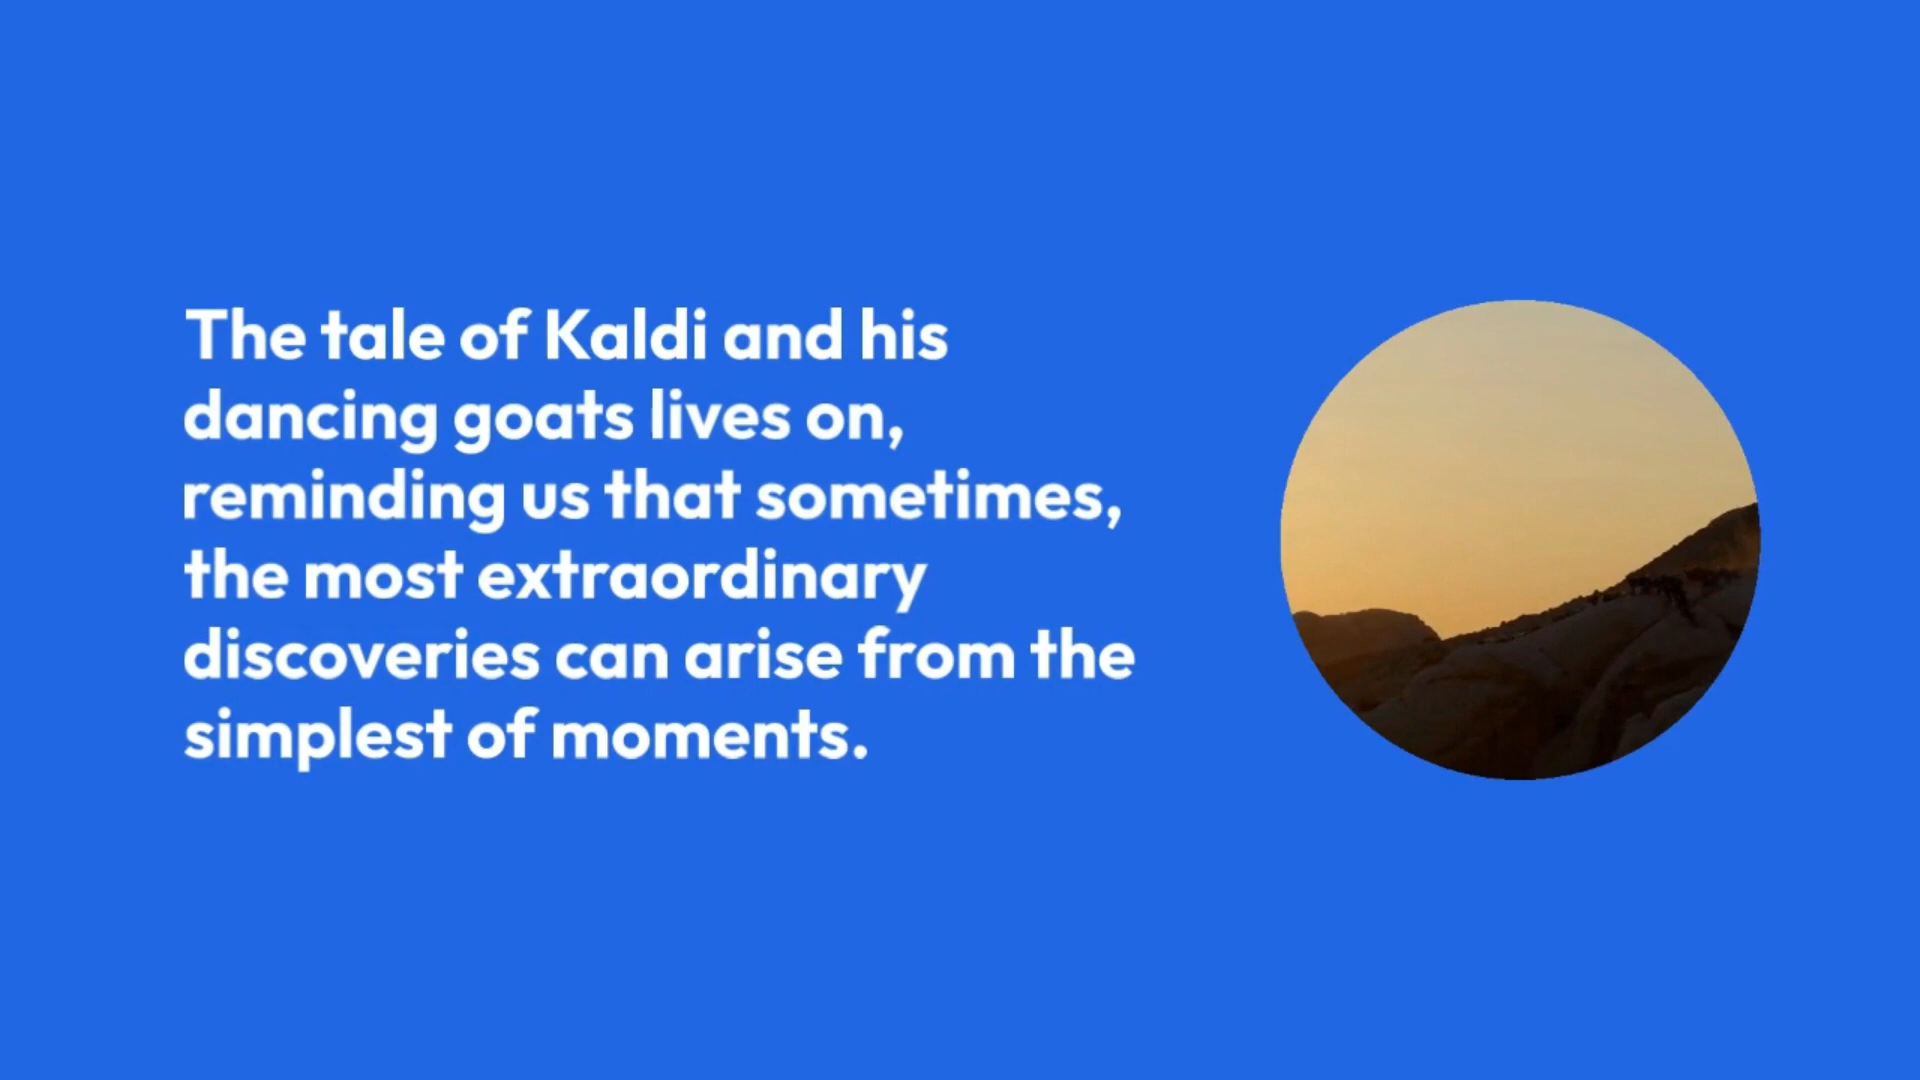 The tale of Kaldi and his
dancing goats lives on,
reminding us that sometimes,
the most extraordinary
discoveries can arise from the
simplest of moments.